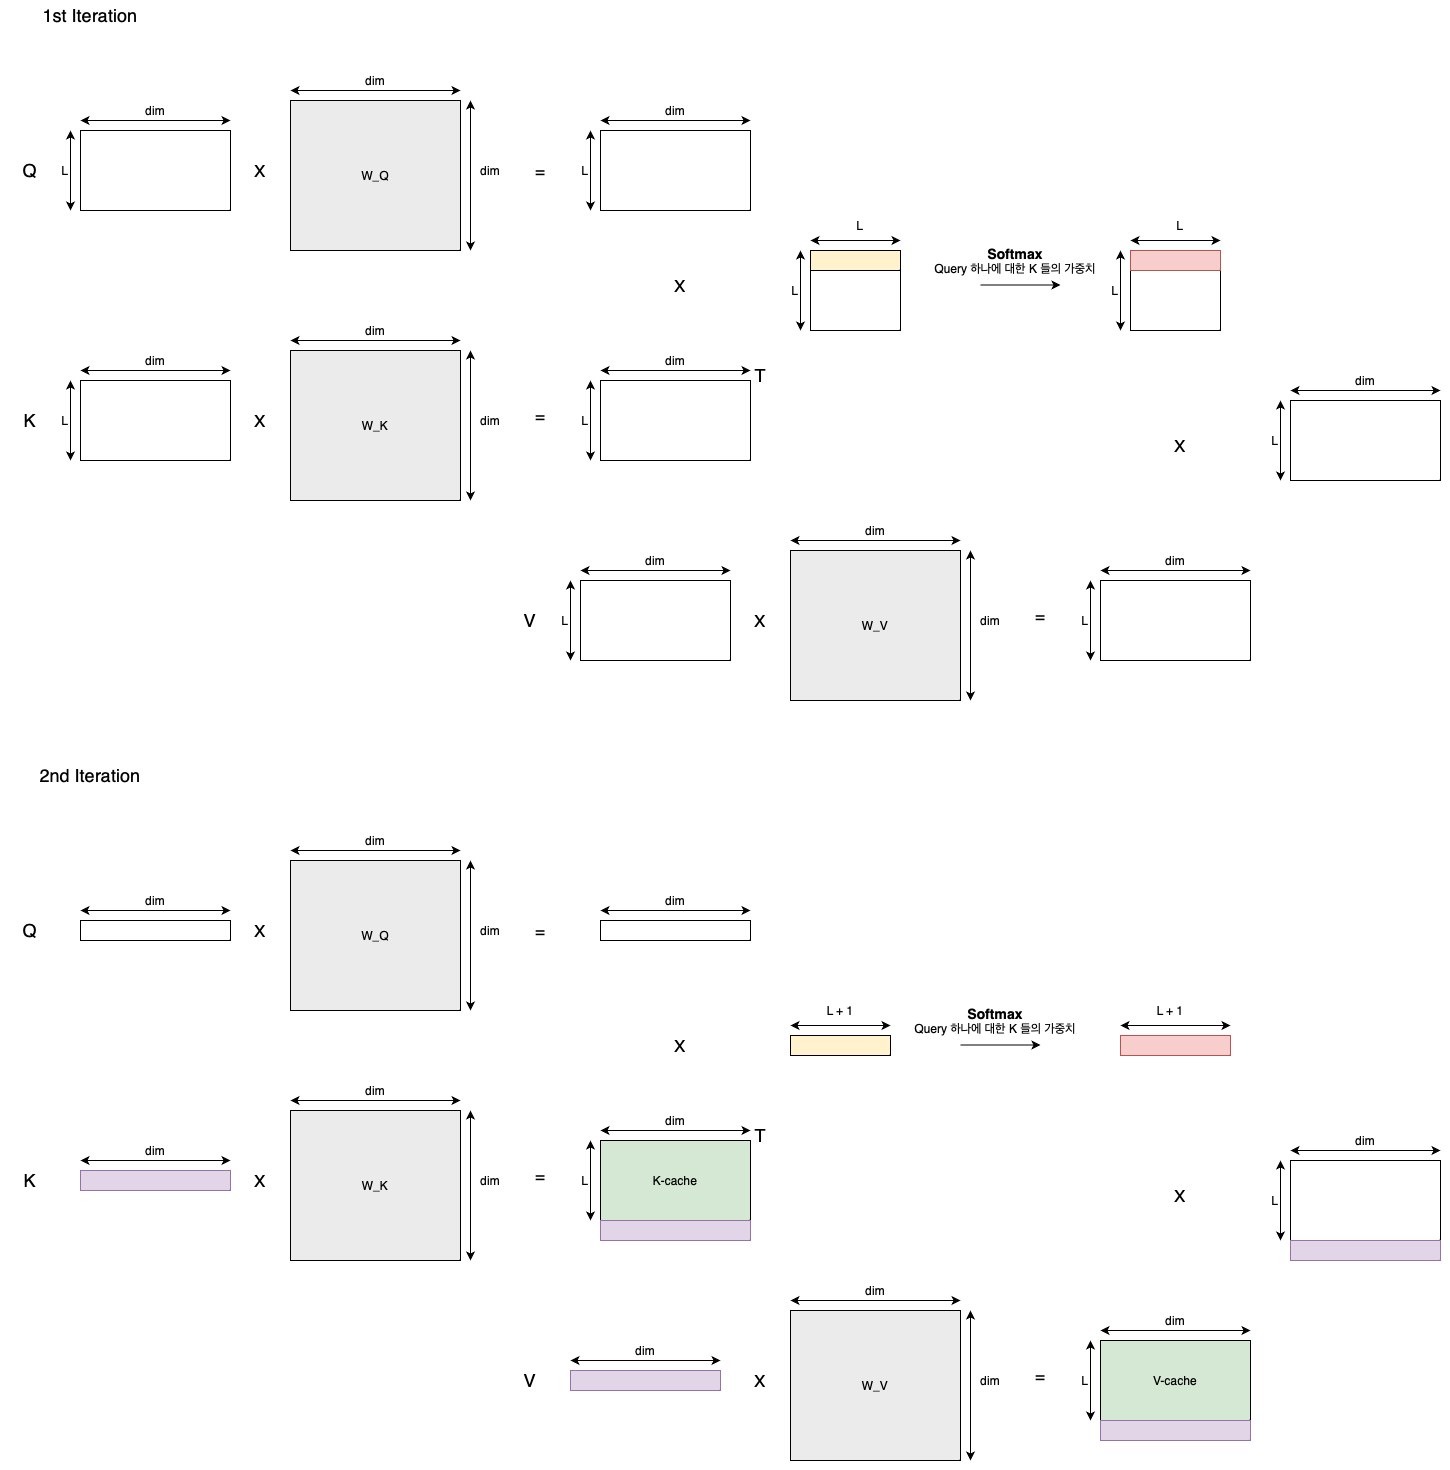 1st Iteration
dim
dim
dim
Q
L
X
W_Q
dim
=
L
L
L
X
L
Softmax
Query 하나에 대한 K 들의 가중치
L
dim
dim
dim
T
K
L
X
W_K
dim
=
L
dim
X
L
dim
dim
dim
V
L
X
W_V
dim
=
L
2nd Iteration
dim
dim
dim
Q
X
W_Q
dim
=
L + 1
L + 1
X
Softmax
Query 하나에 대한 K 들의 가중치
dim
dim
dim
T
K
X
W_K
dim
=
L
K-cache
dim
X
L
dim
dim
dim
V
X
W_V
dim
=
L
V-cache